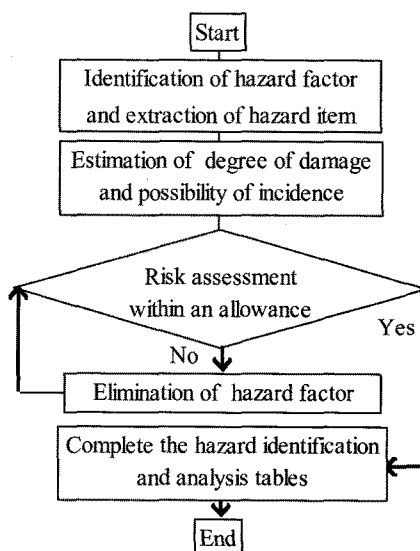 Start
Identification of hazard factor
and extraction of hazard item
Estimation of degree of damage
and possibility of incidence
Risk assessment
within an allowance
Yes
No
Elimination of hazard factor
Complete the hazard identification
and analysis tables
End